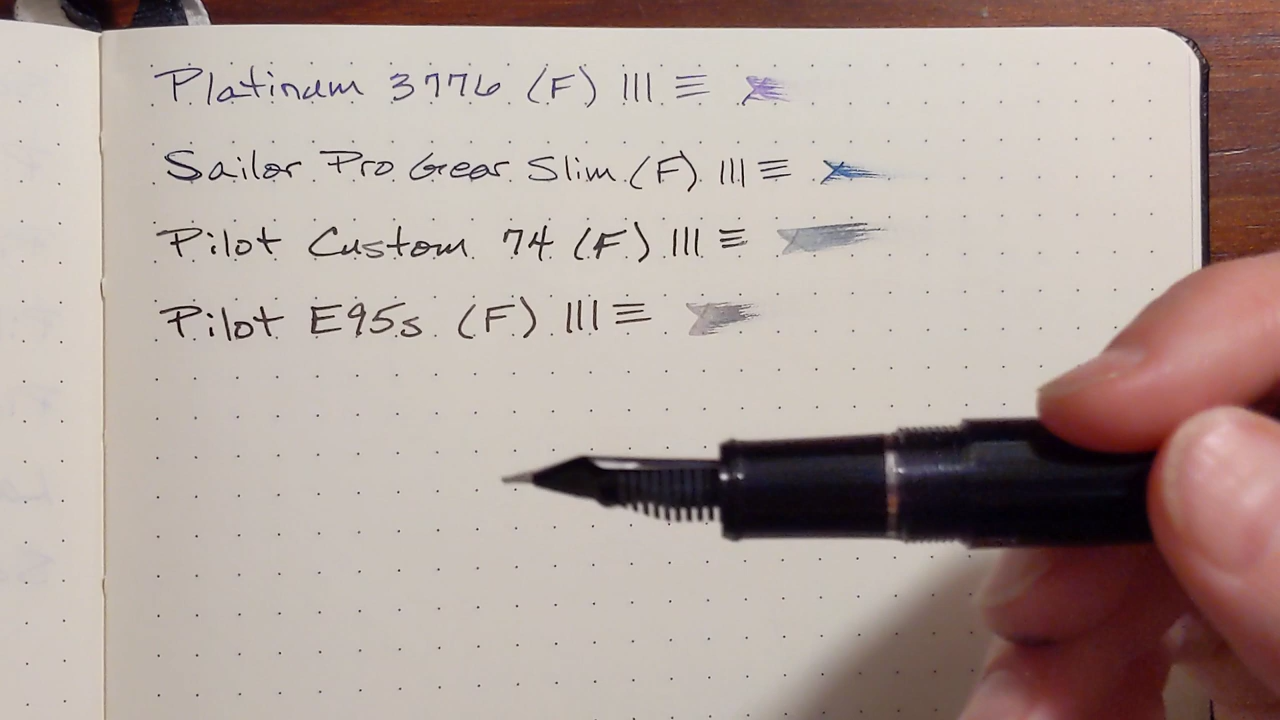 Platinum 3776 (F) ||| ≡
Sailor Pro Gear Slim (F) ||| ≡
Pilot Custom 74 (F) ||| ≡
Pilot E95s (F) ||| ≡